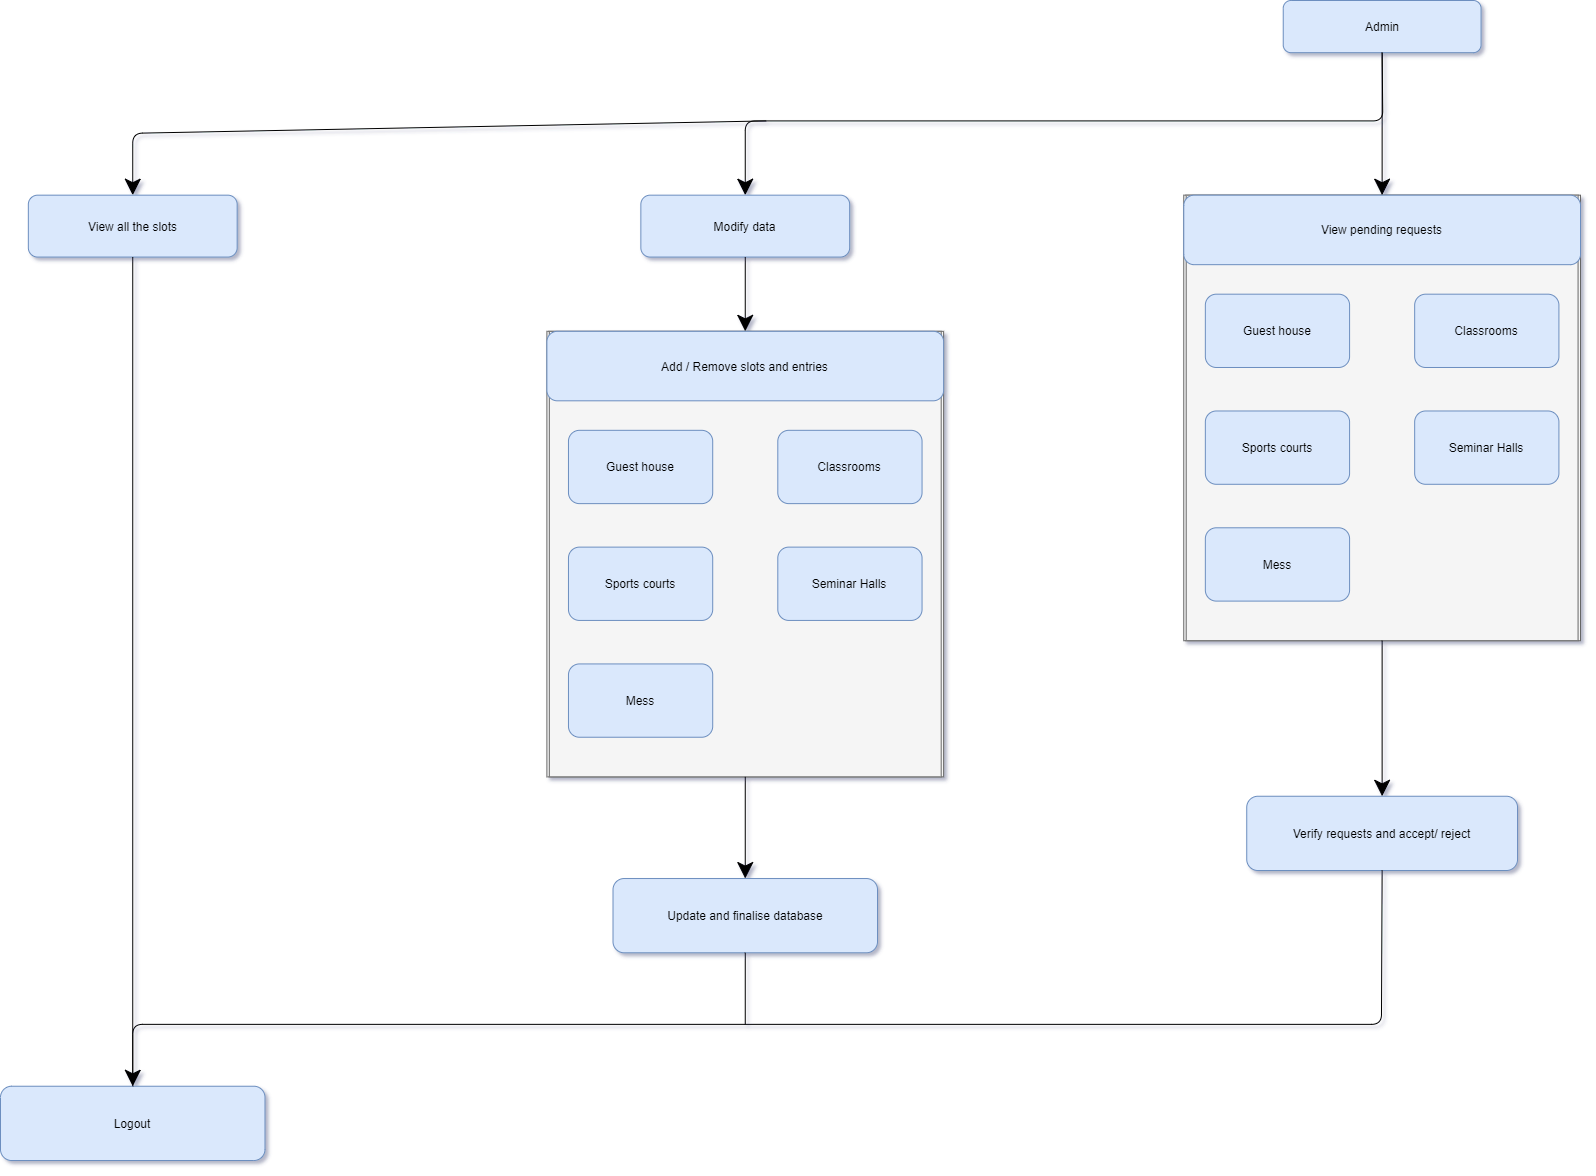 Admin
View all the slots
Modify data
View pending requests
Guest house
Classrooms
Sports courts
Seminar Halls
Mess
Add / Remove slots and entries
Guest house
Classrooms
Sports courts
Seminar Halls
Mess
Verify requests and accept/ reject
Update and finalise database
Logout